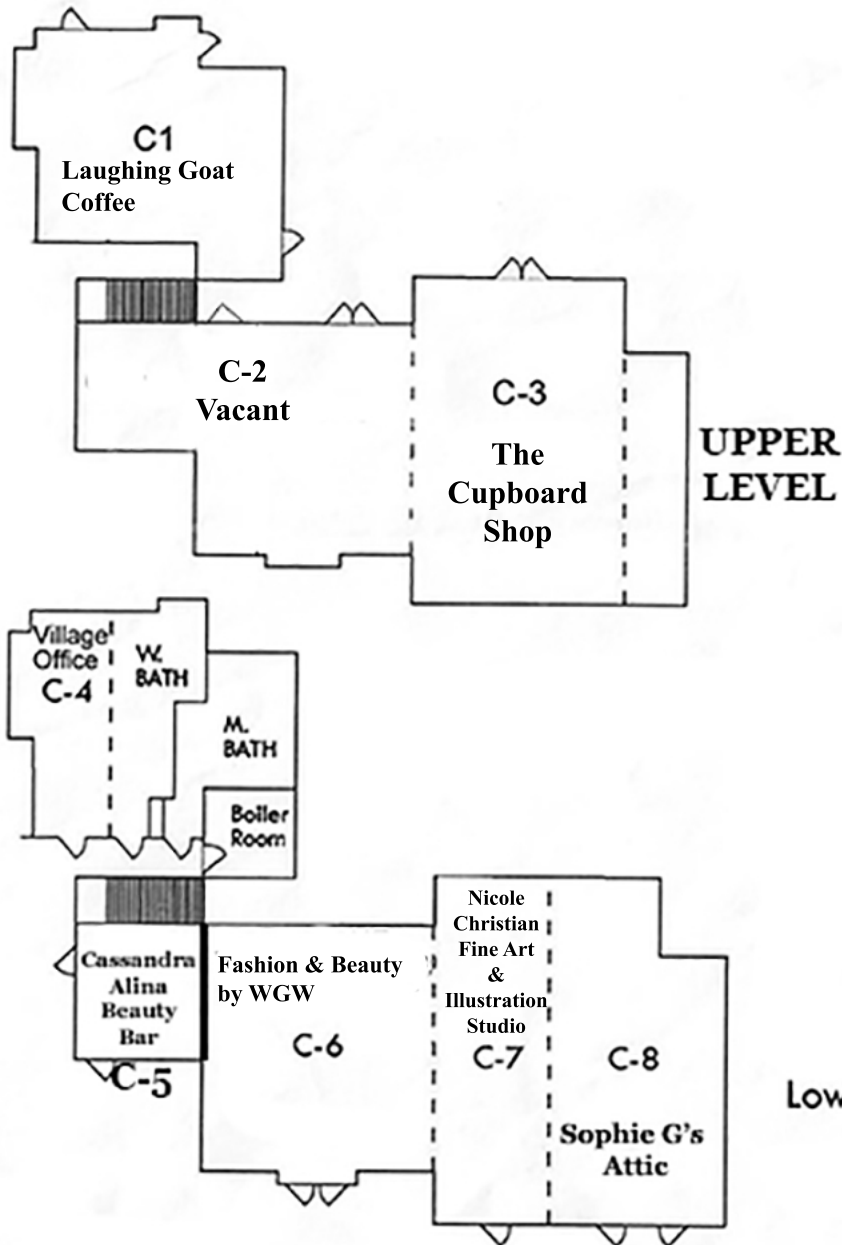 C1
Laughing Goat
Coffee
C-2
Vacant
C-3
The
Cupboard
Shop
UPPER
LEVEL
Village
Office
C-4
W.
BATH
M.
BATH
Boiler
Room
Cassandra
Alina
Beauty
Bar
C-5
Fashion & Beauty
by WGW
C-6
Nicole
Christian
Fine Art
&
Illustration
Studio
C-7
C-8
Sophie G's
Attic
Low